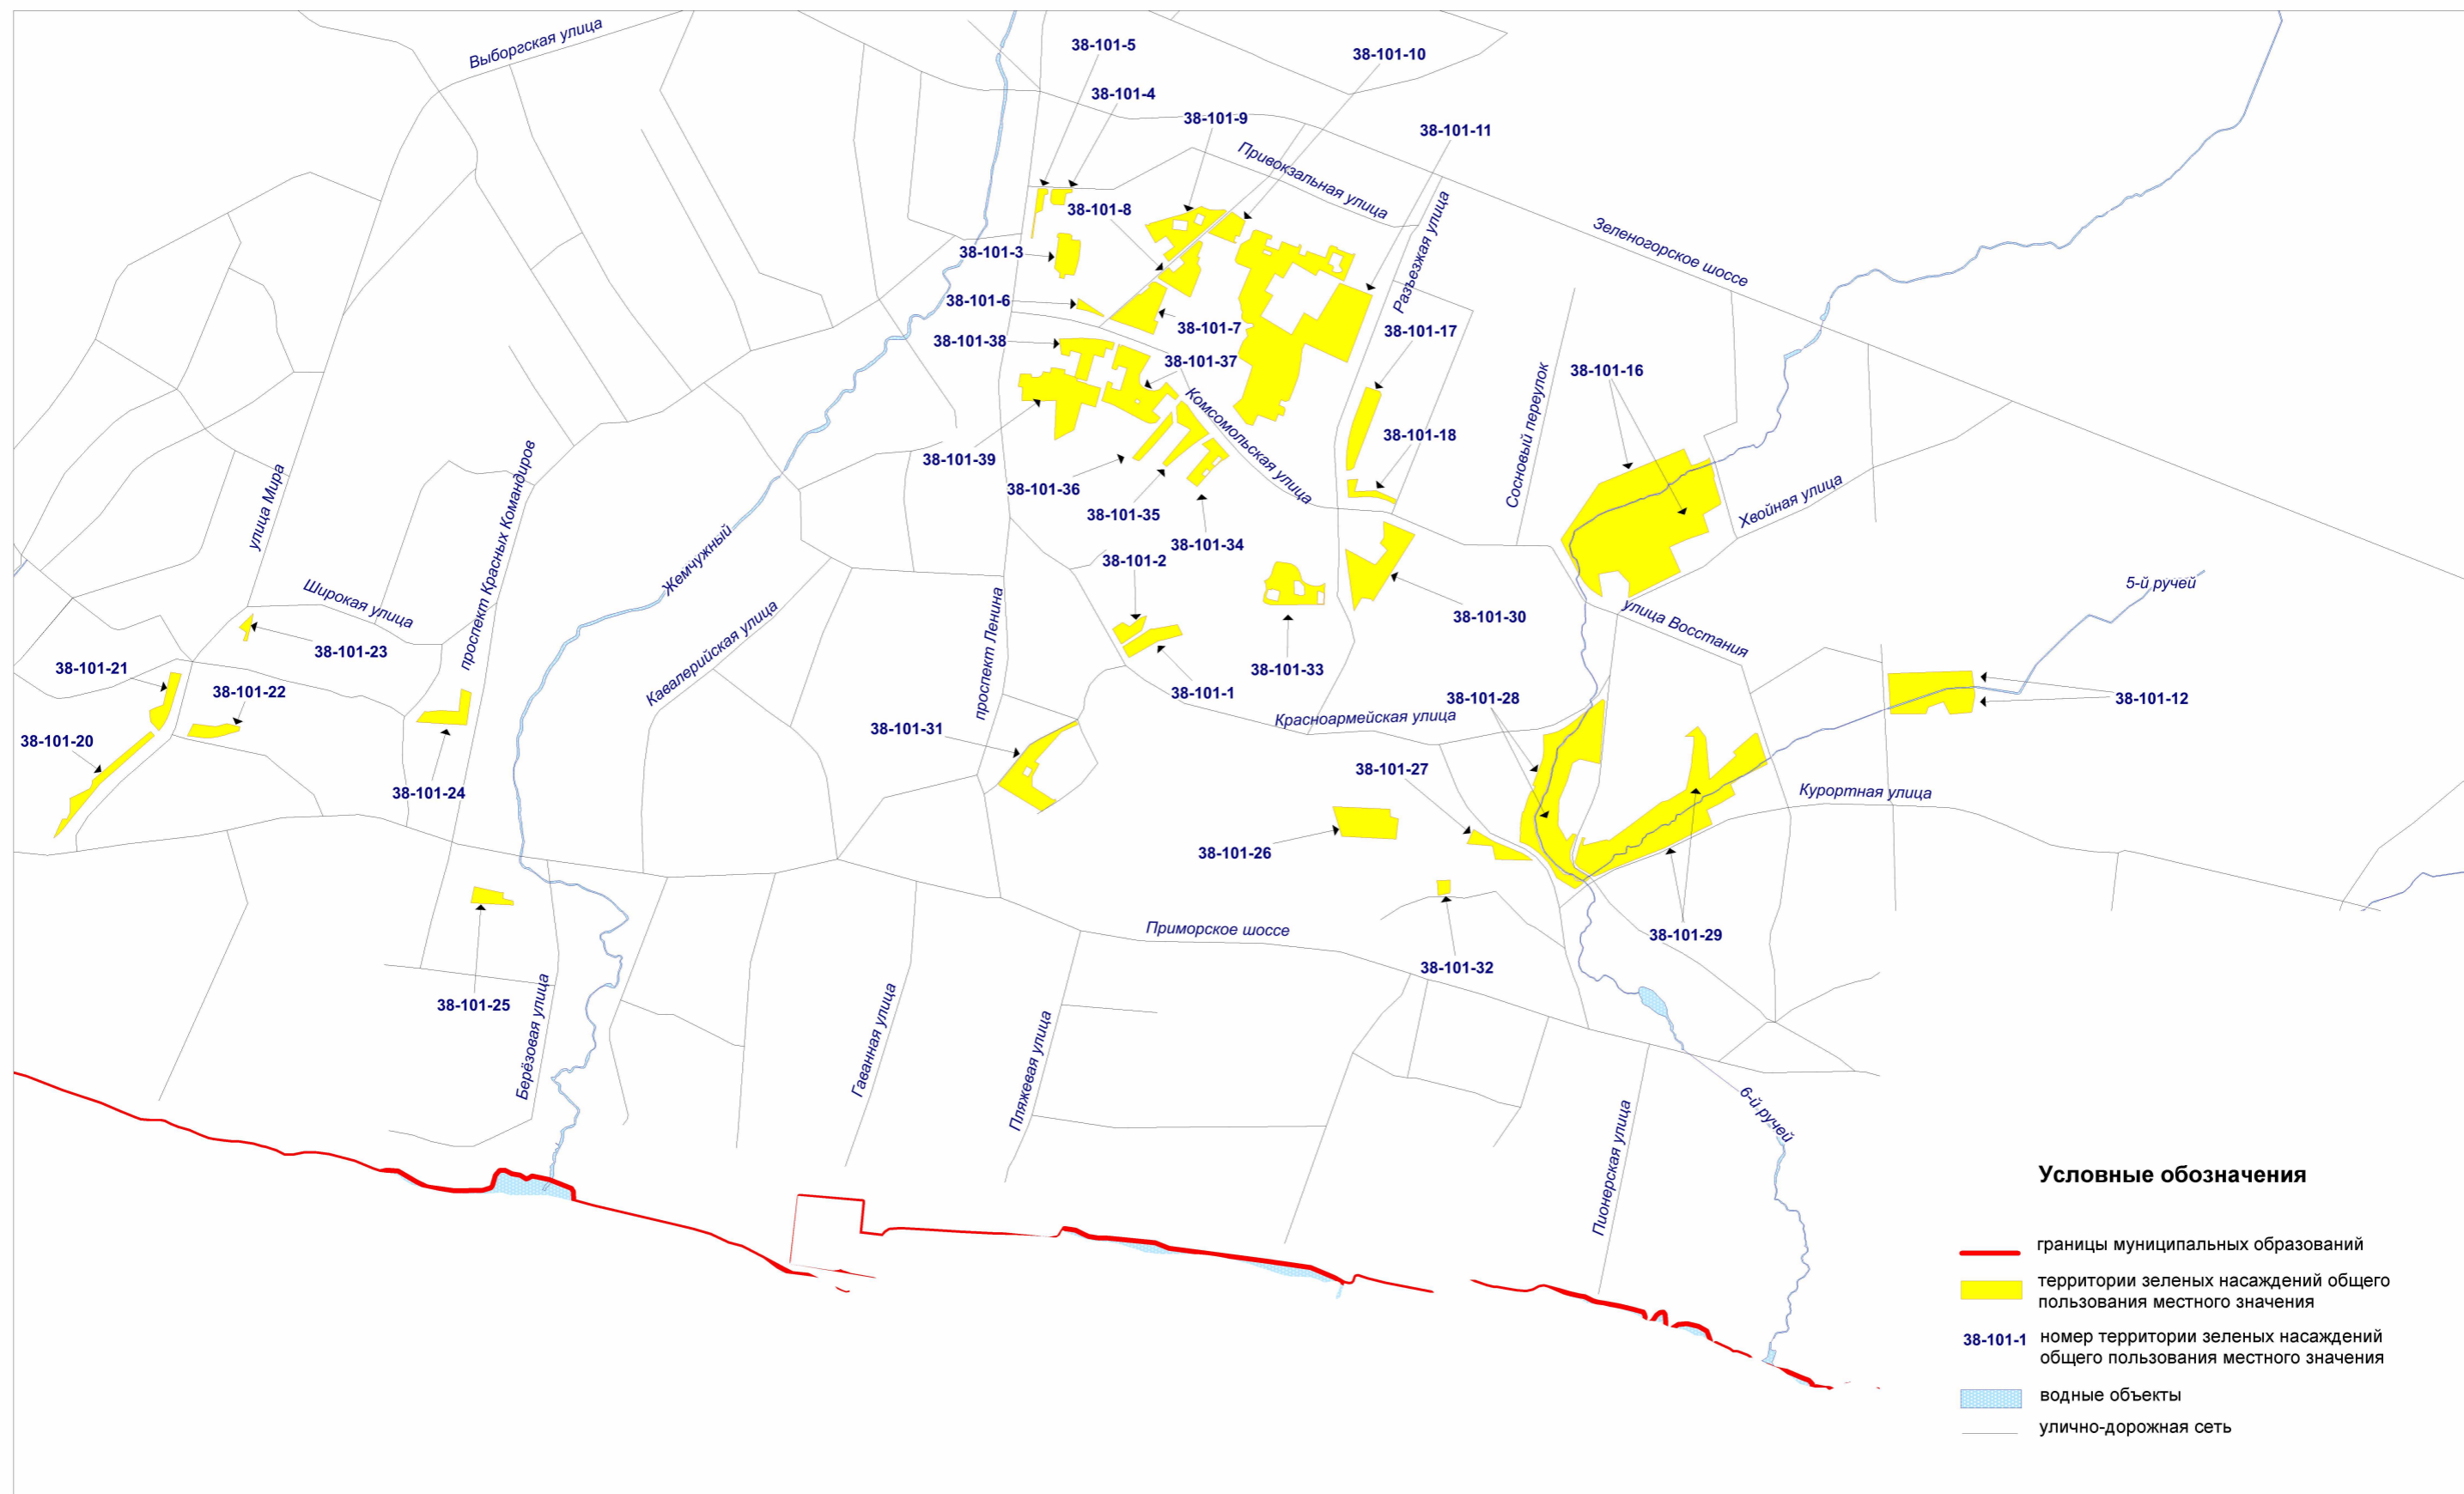 Выборгская улица
38-101-5
38-101-10
38-101-4
38-101-9
38-101-11
Привокзальная улица
38-101-8
Разъезжая улица
Зеленогорское шоссе
38-101-3
38-101-6
38-101-7
38-101-17
38-101-38
38-101-37
38-101-16
Сосновый переулок
Комсомольская улица
38-101-18
38-101-39
38-101-36
38-101-35
38-101-34
Хвойная улица
улица Мира
проспект Красных Командиров
Жемчужный
38-101-2
5-й ручей
Широкая улица
38-101-30
улица Восстания
38-101-23
Кавалерийская улица
проспект Ленина
38-101-21
38-101-22
38-101-33
38-101-1
38-101-28
38-101-12
38-101-20
38-101-31
Красноармейская улица
38-101-27
38-101-24
Курортная улица
38-101-26
Приморское шоссе
38-101-29
38-101-32
38-101-25
Берёзовая улица
Гаванная улица
Пляжевая улица
6-й ручей
Пионерская улица
Условные обозначения
границы муниципальных образований
территории зеленых насаждений общего
пользования местного значения
38-101-1 номер территории зеленых насаждений
общего пользования местного значения
водные объекты
улично-дорожная сеть